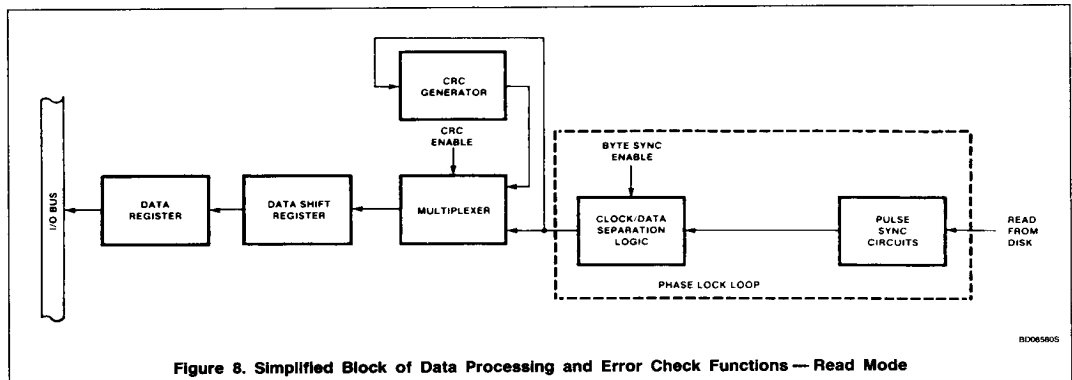 CRC
GENERATOR
CRC
ENABLE
BYTE SYNC
ENABLE
I/O BUS
DATA
REGISTER
DATA SHIFT
REGISTER
MULTIPLEXER
CLOCK/DATA
SEPARATION
LOGIC
PULSE
SYNC
CIRCUITS
READ
FROM
DISK
PHASE LOCK LOOP
BD06580S
Figure 8. Simplified Block of Data Processing and Error Check Functions — Read Mode